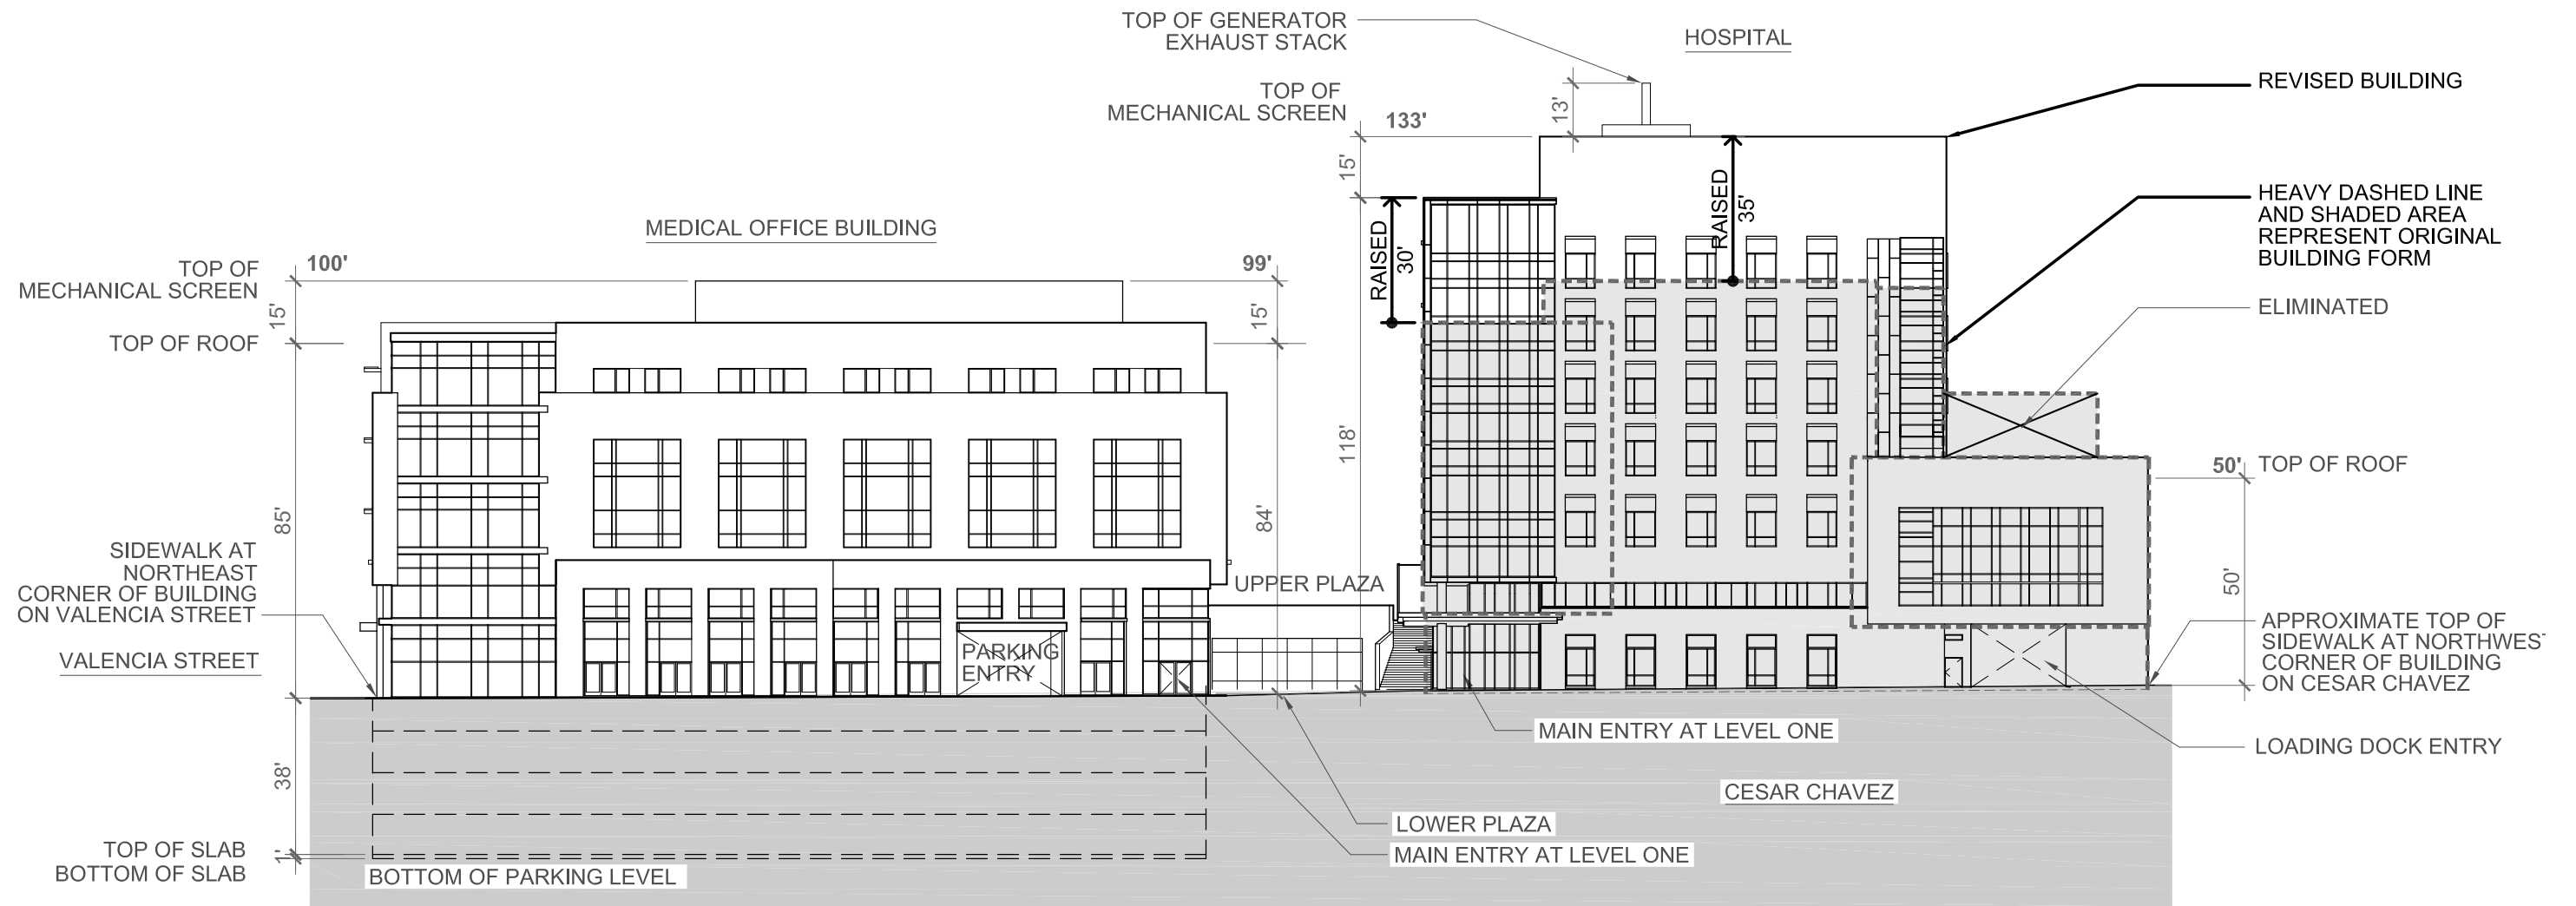 TOP OF GENERATOR
EXHAUST STACK
HOSPITAL
REVISED BUILDING
TOP OF
MECHANICAL SCREEN
133'
13'
15'
RAISED
35'
RAISED
30'
118'
HEAVY DASHED LINE
AND SHADED AREA
REPRESENT ORIGINAL
BUILDING FORM
ELIMINATED
50'
TOP OF ROOF
50'
APPROXIMATE TOP OF
SIDEWALK AT NORTHWES
CORNER OF BUILDING
ON CESAR CHAVEZ
LOADING DOCK ENTRY
MEDICAL OFFICE BUILDING
TOP OF
MECHANICAL SCREEN
100'
99'
15'
15'
TOP OF ROOF
85'
84'
SIDEWALK AT
NORTHEAST
CORNER OF BUILDING
ON VALENCIA STREET
VALENCIA STREET
UPPER PLAZA
PARKING
ENTRY
MAIN ENTRY AT LEVEL ONE
CESAR CHAVEZ
LOWER PLAZA
MAIN ENTRY AT LEVEL ONE
38'
1'
TOP OF SLAB
BOTTOM OF SLAB
BOTTOM OF PARKING LEVEL